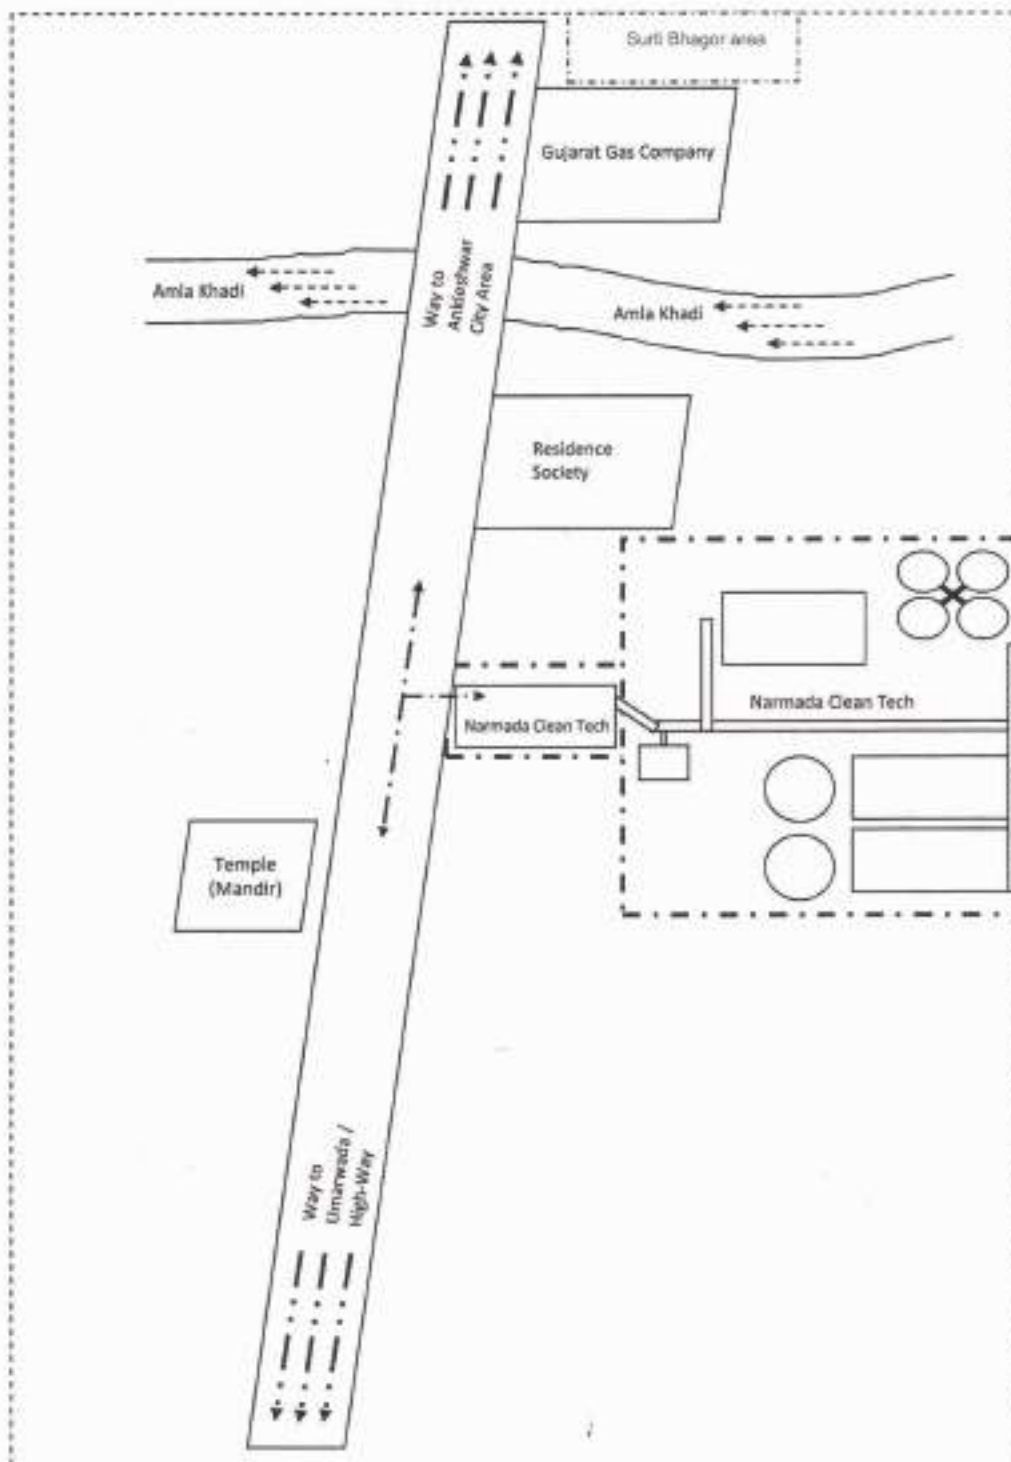 Surti Bhagor area
Gujarat Gas Company
Way to
Ankleshwar
City Area
Amla Khadi
Amla Khadi
Residence
Society
Narmada Clean Tech
Narmada Clean Tech
Temple
(Mandir)
Way to
Umarwada /
High-Way